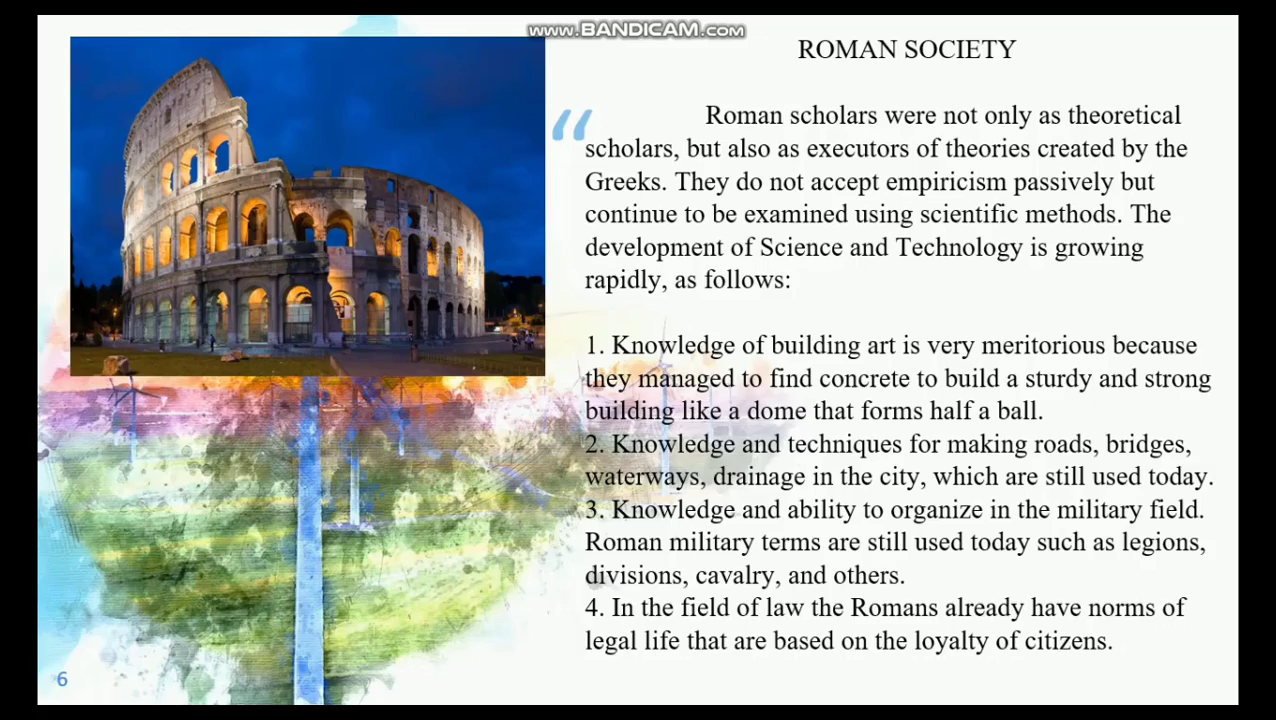 www.BANDICAM.com
ROMAN SOCIETY
“
Roman scholars were not only as theoretical
scholars, but also as executors of theories created by the
Greeks. They do not accept empiricism passively but
continue to be examined using scientific methods. The
development of Science and Technology is growing
rapidly, as follows:
1. Knowledge of building art is very meritorious because
they managed to find concrete to build a sturdy and strong
building like a dome that forms half a ball.
2. Knowledge and techniques for making roads, bridges,
waterways, drainage in the city, which are still used today.
3. Knowledge and ability to organize in the military field.
Roman military terms are still used today such as legions,
divisions, cavalry, and others.
4. In the field of law the Romans already have norms of
legal life that are based on the loyalty of citizens.
6